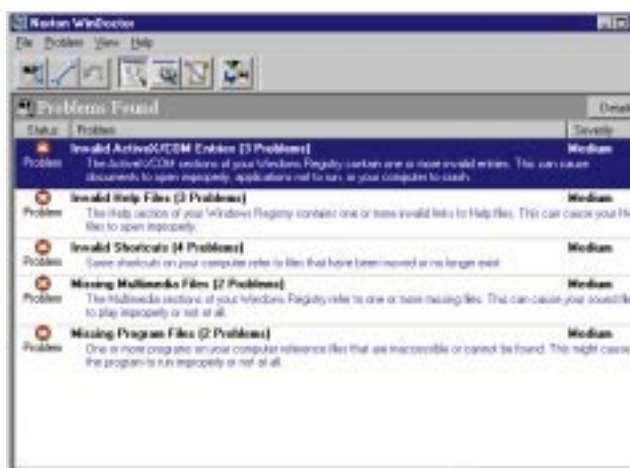 Norton WinDoctor
File Problem View Help
Problems Found
Details
Status Problem Severity
Invalid ActiveX/COM Entries (3 Problems) Medium
Problem The ActiveX/COM sections of your Windows Registry contain one or more invalid entries. This can cause
documents to open improperly, applications not to run, or your computer to crash.
Invalid Help Files (3 Problems) Medium
Problem The Help section of your Windows Registry contains one or more invalid links to Help files. This can cause your He
files to open improperly.
Invalid Shortcuts (4 Problems) Medium
Problem Some shortcuts on your computer refer to files that have been moved or no longer exist
Missing Multimedia Files (2 Problems) Medium
Problem The Multimedia sections of your Windows Registry refer to one or more missing files. This can cause your sound file
to play improperly or not at all.
Missing Program Files (2 Problems) Medium
Problem One or more programs on your computer reference files that are inaccessible or cannot be found. This might cause
the program to run improperly or not at all.